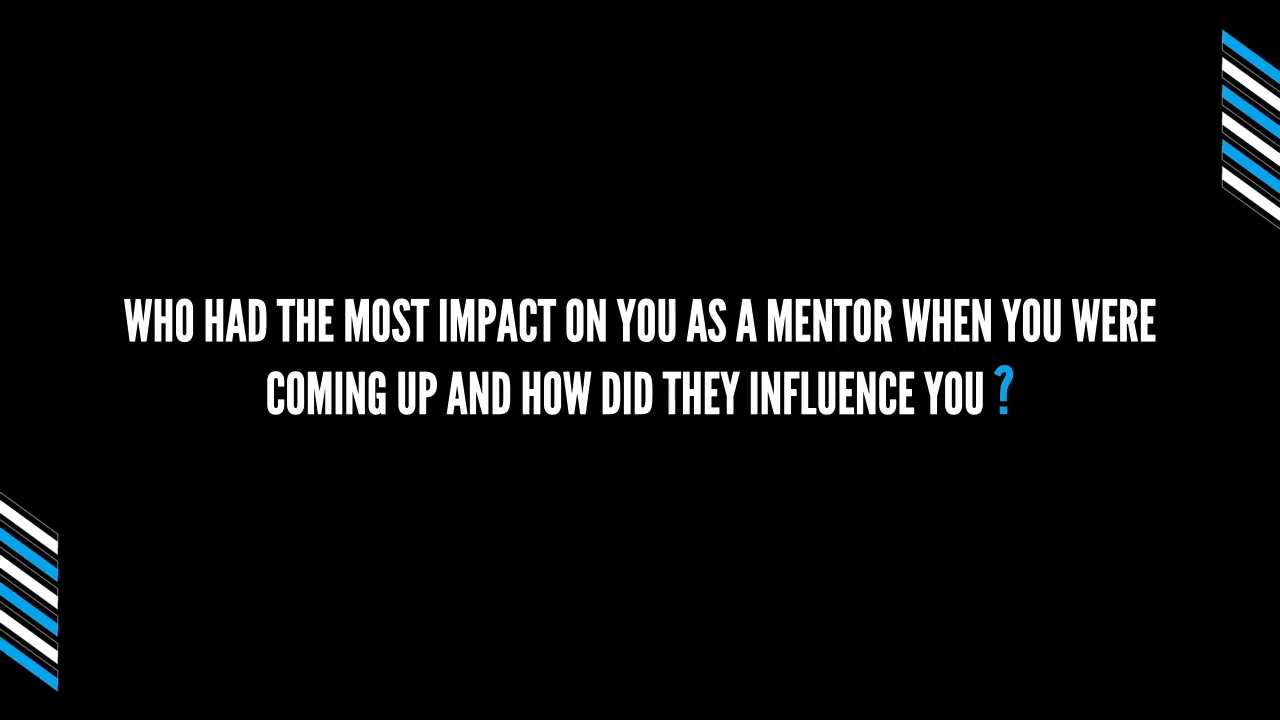 WHO HAD THE MOST IMPACT ON YOU AS A MENTOR WHEN YOU WERE
COMING UP AND HOW DID THEY INFLUENCE YOU ?